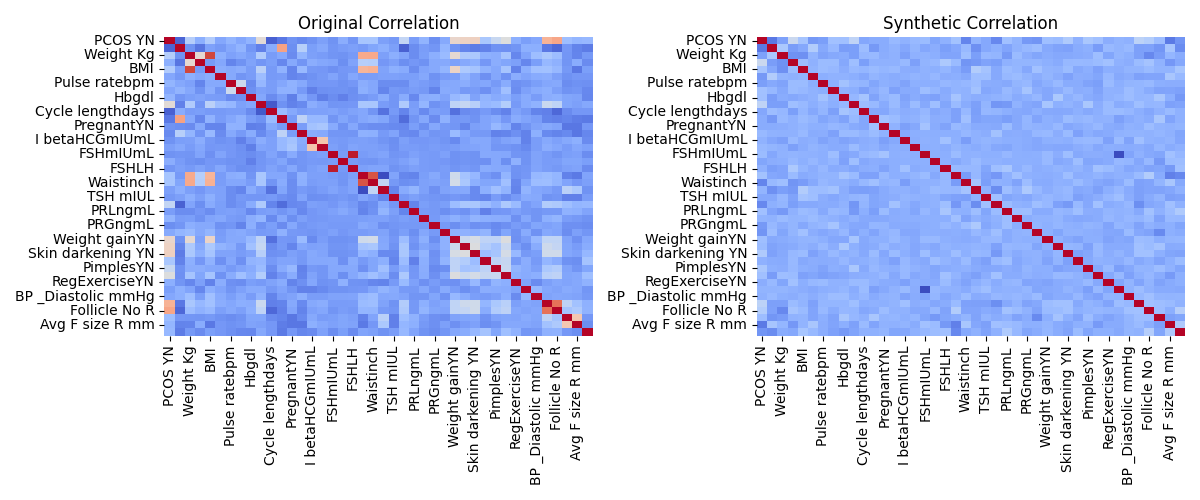 Original Correlation
PCOS YN
Weight Kg
BMI
Pulse ratebpm
Hbgdl
Cycle lengthdays
PregnantYN
I betaHCGmIUmL
FSHmIUmL
FSHLH
Waistinch
TSH mIUL
PRLngmL
PRGngmL
Weight gainYN
Skin darkening YN
PimplesYN
RegExerciseYN
BP _Diastolic mmHg
Follicle No R
Avg F size R mm
PCOS YN
Weight Kg
BMI
Pulse ratebpm
Hbgdl
Cycle lengthdays
PregnantYN
I betaHCGmIUmL
FSHmIUmL
FSHLH
Waistinch
TSH mIUL
PRLngmL
PRGngmL
Weight gainYN
Skin darkening YN
PimplesYN
RegExerciseYN
BP _Diastolic mmHg
Follicle No R
Avg F size R mm
Synthetic Correlation
PCOS YN
Weight Kg
BMI
Pulse ratebpm
Hbgdl
Cycle lengthdays
PregnantYN
I betaHCGmIUmL
FSHmIUmL
FSHLH
Waistinch
TSH mIUL
PRLngmL
PRGngmL
Weight gainYN
Skin darkening YN
PimplesYN
RegExerciseYN
BP _Diastolic mmHg
Follicle No R
Avg F size R mm
PCOS YN
Weight Kg
BMI
Pulse ratebpm
Hbgdl
Cycle lengthdays
PregnantYN
I betaHCGmIUmL
FSHmIUmL
FSHLH
Waistinch
TSH mIUL
PRLngmL
PRGngmL
Weight gainYN
Skin darkening YN
PimplesYN
RegExerciseYN
BP _Diastolic mmHg
Follicle No R
Avg F size R mm